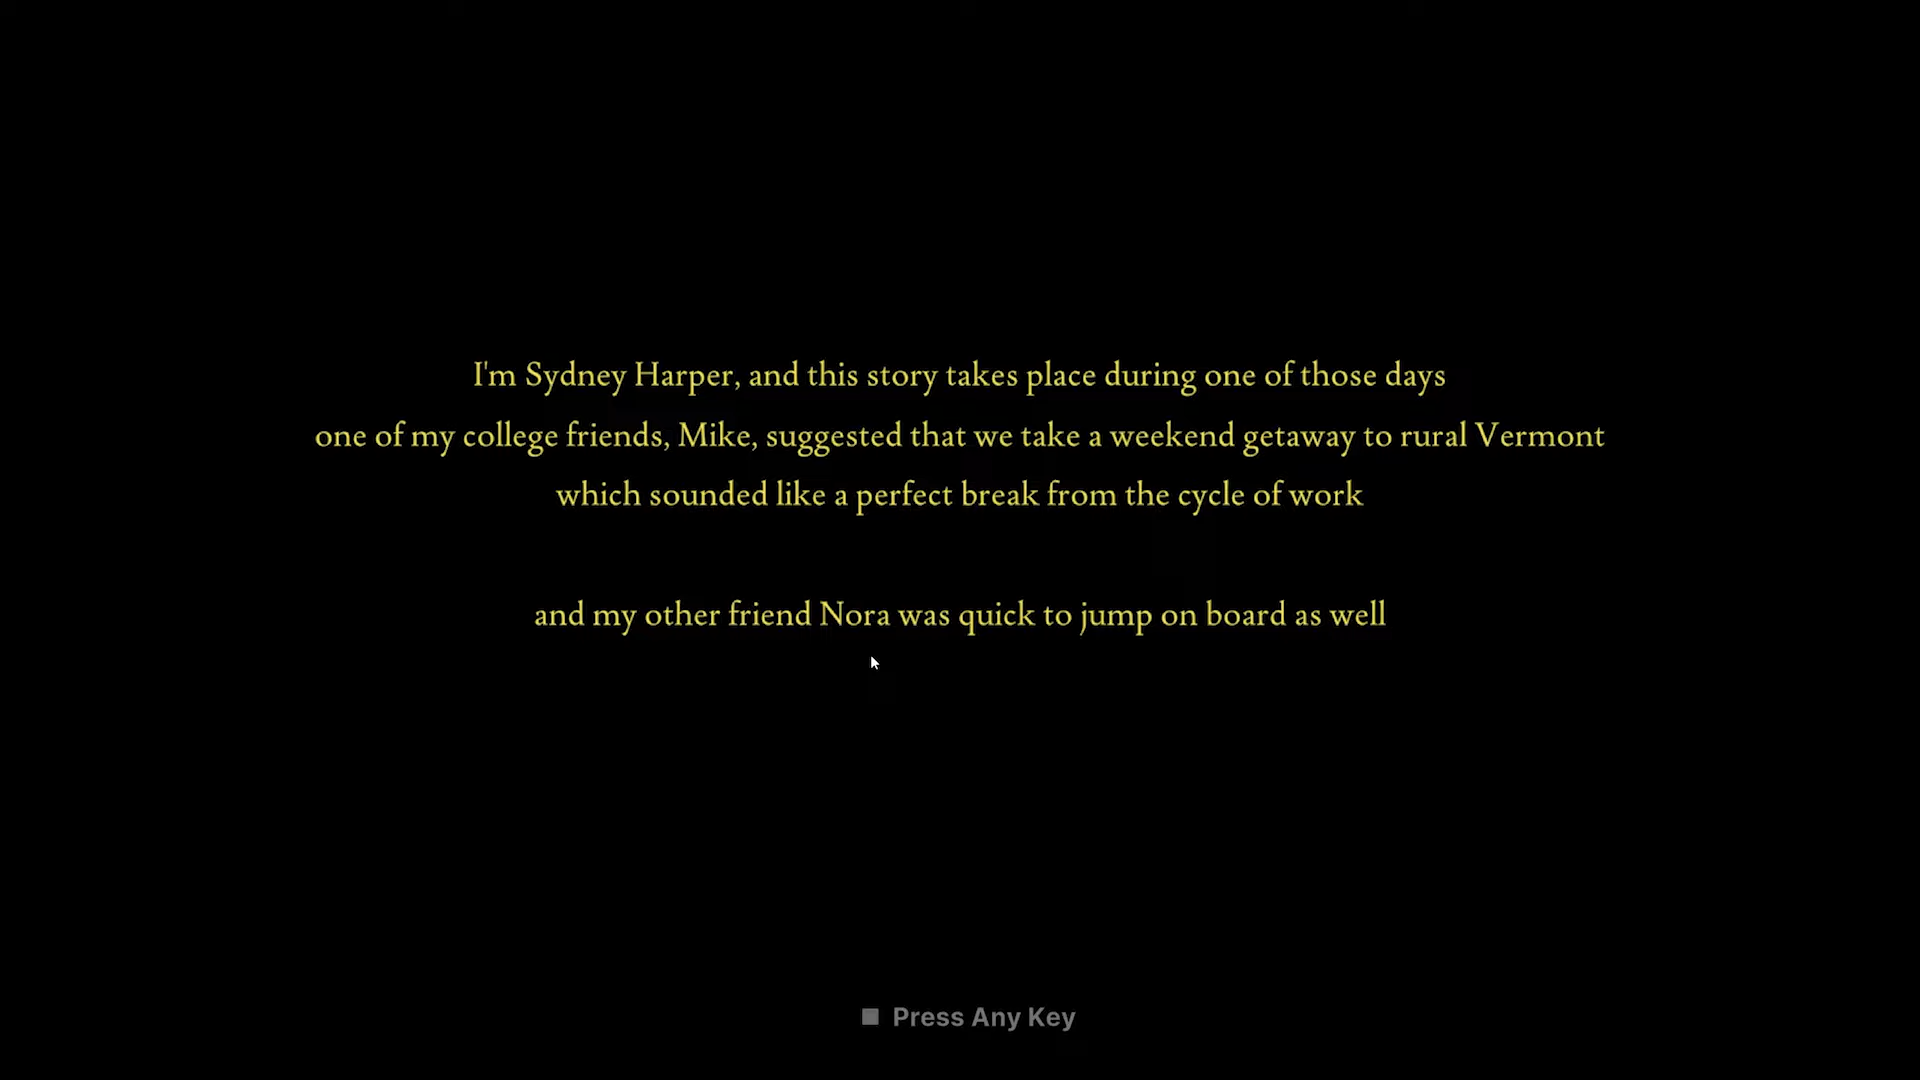 I'm Sydney Harper, and this story takes place during one of those days
one of my college friends, Mike, suggested that we take a weekend getaway to rural Vermont
which sounded like a perfect break from the cycle of work
and my other friend Nora was quick to jump on board as well
Press Any Key